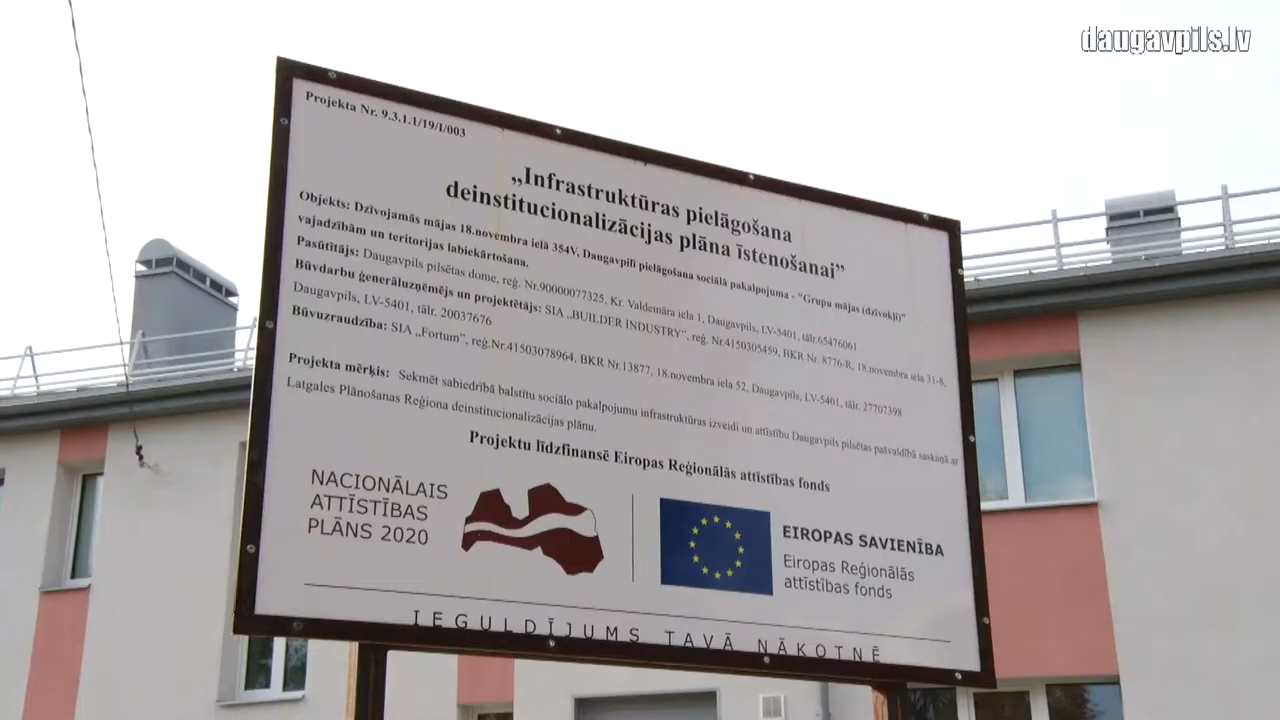 daugavpils.lv
Projekta Nr. 9.3.1.1/19/I/003
„Infrastruktūras pielāgošana
deinstitucionalizācijas plāna īstenošanai”
Objekts: Dzīvojamās mājas 18.novembra ielā 354V, Daugavpilī pielāgošana sociālā pakalpojuma - "Grupu mājas (dzīvokļi)"
vajadzībām un teritorijas labiekārtošana.
Pasūtītājs: Daugavpils pilsētas dome, reģ. Nr.90000077325, Kr. Valdemāra iela 1, Daugavpils, LV-5401, tālr.65476061
Būvdarbu ģenerāluzņēmējs un projektētājs: SIA „BUILDER INDUSTRY“, reģ. Nr.4150305459, BKR Nr. 8776-R, 18.novembra iela 31-8,
Daugavpils, LV-5401, tālr. 20037676
Būvuzraudzība: SIA „Fortum”, reģ.Nr.41503078964, BKR Nr.13877, 18.novembra iela 52, Daugavpils, LV-5401, tālr. 27707398
Projekta mērķis: Sekmēt sabiedrībā balstītu sociālo pakalpojumu infrastruktūras izveidi un attīstību Daugavpils pilsētas pašvaldībā saskaņā ar
Latgales Plānošanas Reģiona deinstitucionalizācijas plānu.
Projektu līdzfinansē Eiropas Reģionālās attīstības fonds
NACIONĀLAIS
ATTĪSTĪBAS
PLĀNS 2020
EIROPAS SAVIENĪBA
Eiropas Reģionālās
attīstības fonds
IEGULDĪJUMS TAVĀ NĀKOTNĒ